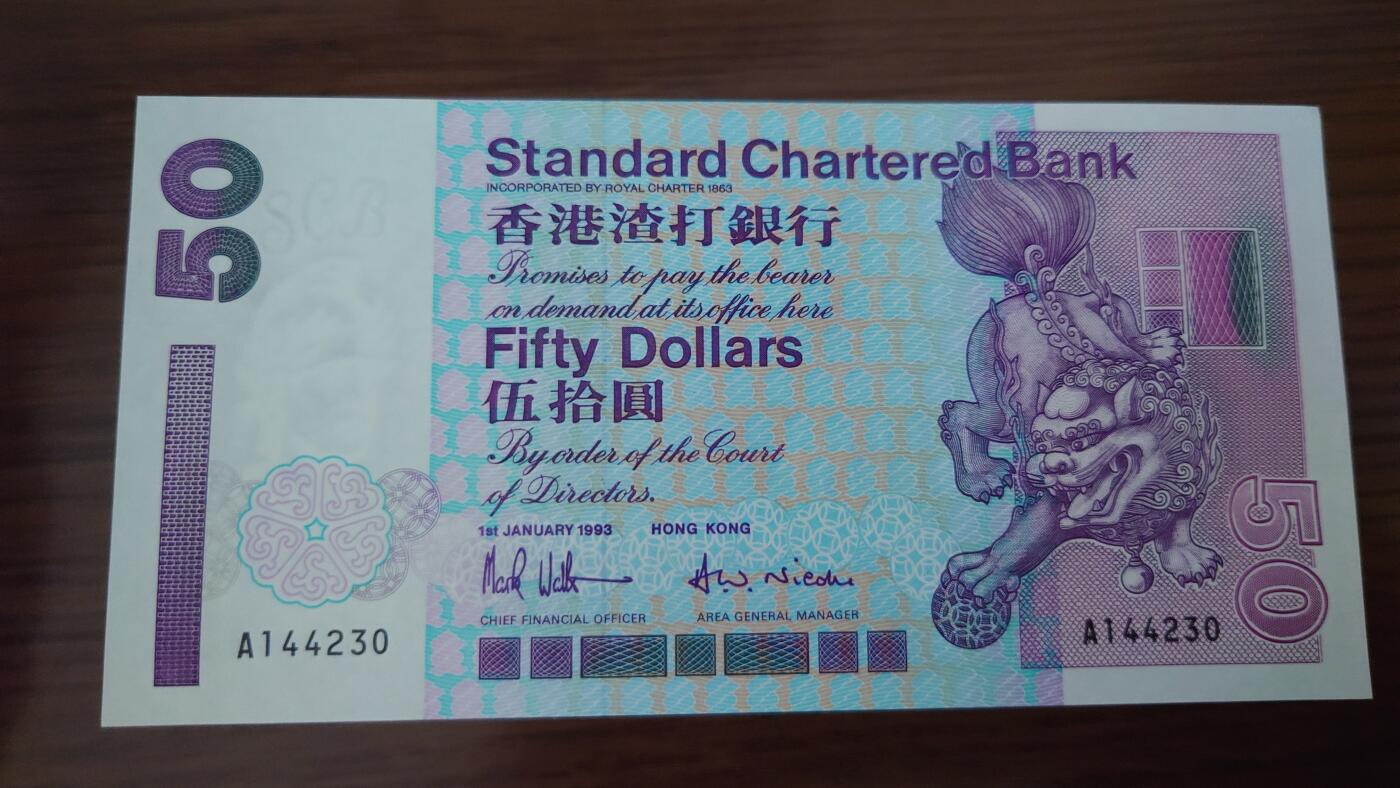 50
SCB
Standard Chartered Bank
INCORPORATED BY ROYAL CHARTER 1863
香港渣打銀行
Promises to pay the bearer
on demand at its office here
Fifty Dollars
伍拾圓
By order of the Court
of Directors.
1st JANUARY 1993 HONG KONG
CHIEF FINANCIAL OFFICER AREA GENERAL MANAGER
A144230
A144230
50